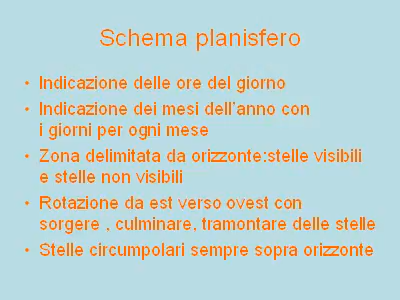 Schema planisfero
• Indicazione delle ore del giorno
• Indicazione dei mesi dell'anno con
i giorni per ogni mese
• Zona delimitata da orizzonte:stelle visibili
e stelle non visibili
• Rotazione da est verso ovest con
sorgere , culminare, tramontare delle stelle
• Stelle circumpolari sempre sopra orizzonte